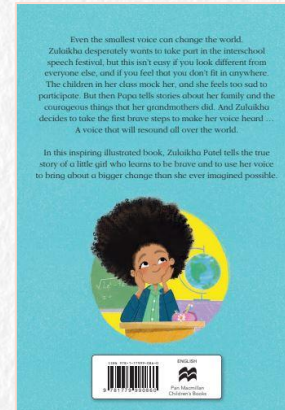 Even the smallest voice can change the world.
Zulaikha desperately wants to take part in the interschool
speech festival, but this isn't easy if you look different from
everyone else, and if you feel that you don't fit in anywhere.
The children in her class mock her, and she feels too sad to
participate. But then Papa tells stories about her family and the
courageous things that her grandmothers did. And Zulaikha
decides to take the first brave steps to make her voice heard ...
A voice that will resound all over the world.
In this inspiring illustrated book, Zulaikha Patel tells the true
story of a little girl who learns to be brave and to use her voice
to bring about a bigger change than she ever imagined possible.
ENGLISH
Pan Macmillan
Children's Books